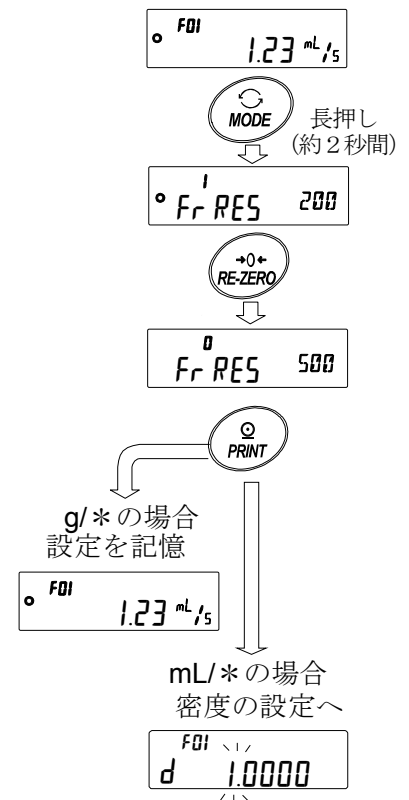 F01
1.23 mL/s
MODE
長押し
(約２秒間)
1
Fr RES 200
→0←
RE-ZERO
0
Fr RES 500
PRINT
g/＊の場合
設定を記憶
F01
1.23 mL/s
mL/＊の場合
密度の設定へ
F01
d 1.0000